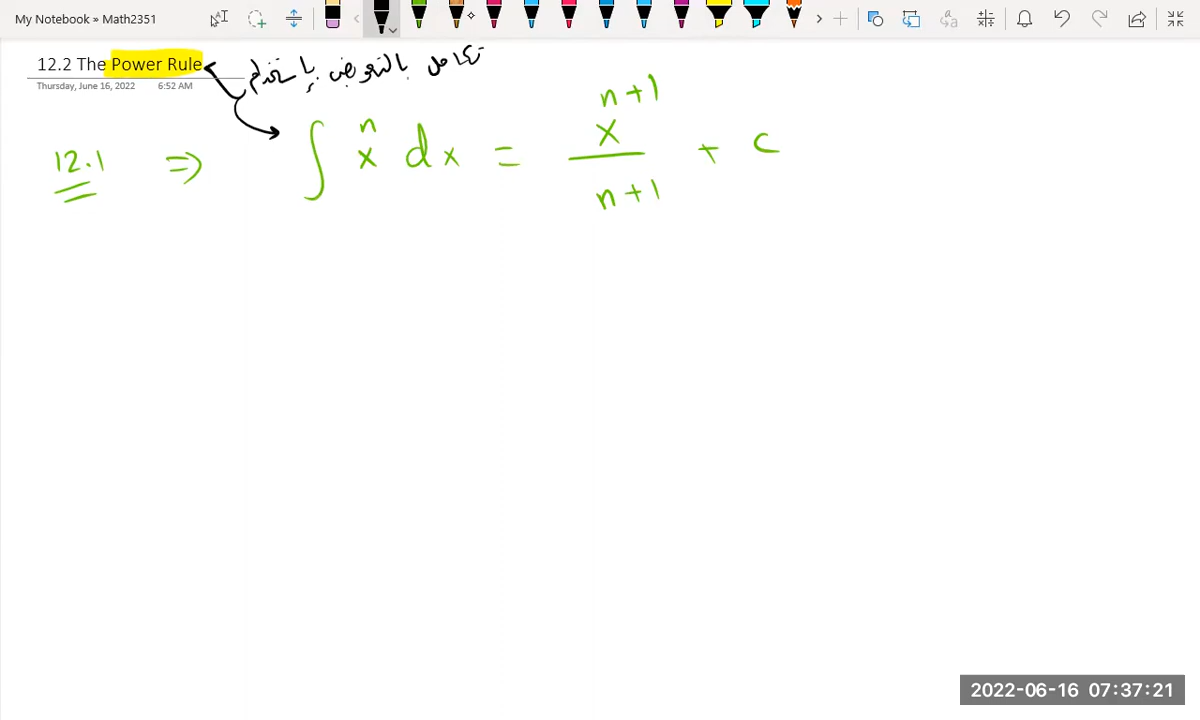 My Notebook » Math2351
12.2 The Power Rule
Thursday, June 16, 2022 6:52 AM
تكامل بالتعويض بإستخدام
12.1 ⇒ ∫ xⁿ dx = xⁿ⁺¹ / n+1 + c
2022-06-16 07:37:21